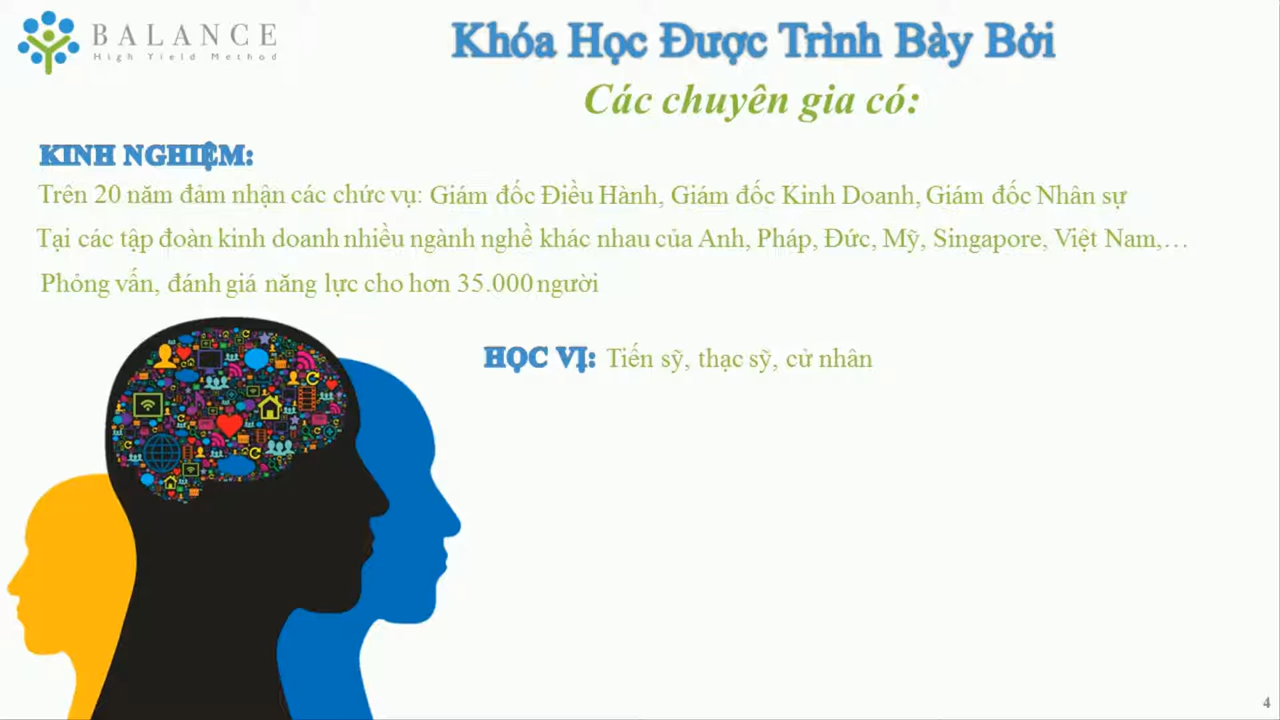 BALANCE
High Yield Method
Khóa Học Được Trình Bày Bởi
Các chuyên gia có:
KINH NGHIỆM:
Trên 20 năm đảm nhận các chức vụ: Giám đốc Điều Hành, Giám đốc Kinh Doanh, Giám đốc Nhân sự
Tại các tập đoàn kinh doanh nhiều ngành nghề khác nhau của Anh, Pháp, Đức, Mỹ, Singapore, Việt Nam,…
Phỏng vấn, đánh giá năng lực cho hơn 35.000 người
HỌC VỊ: Tiến sỹ, thạc sỹ, cử nhân
4